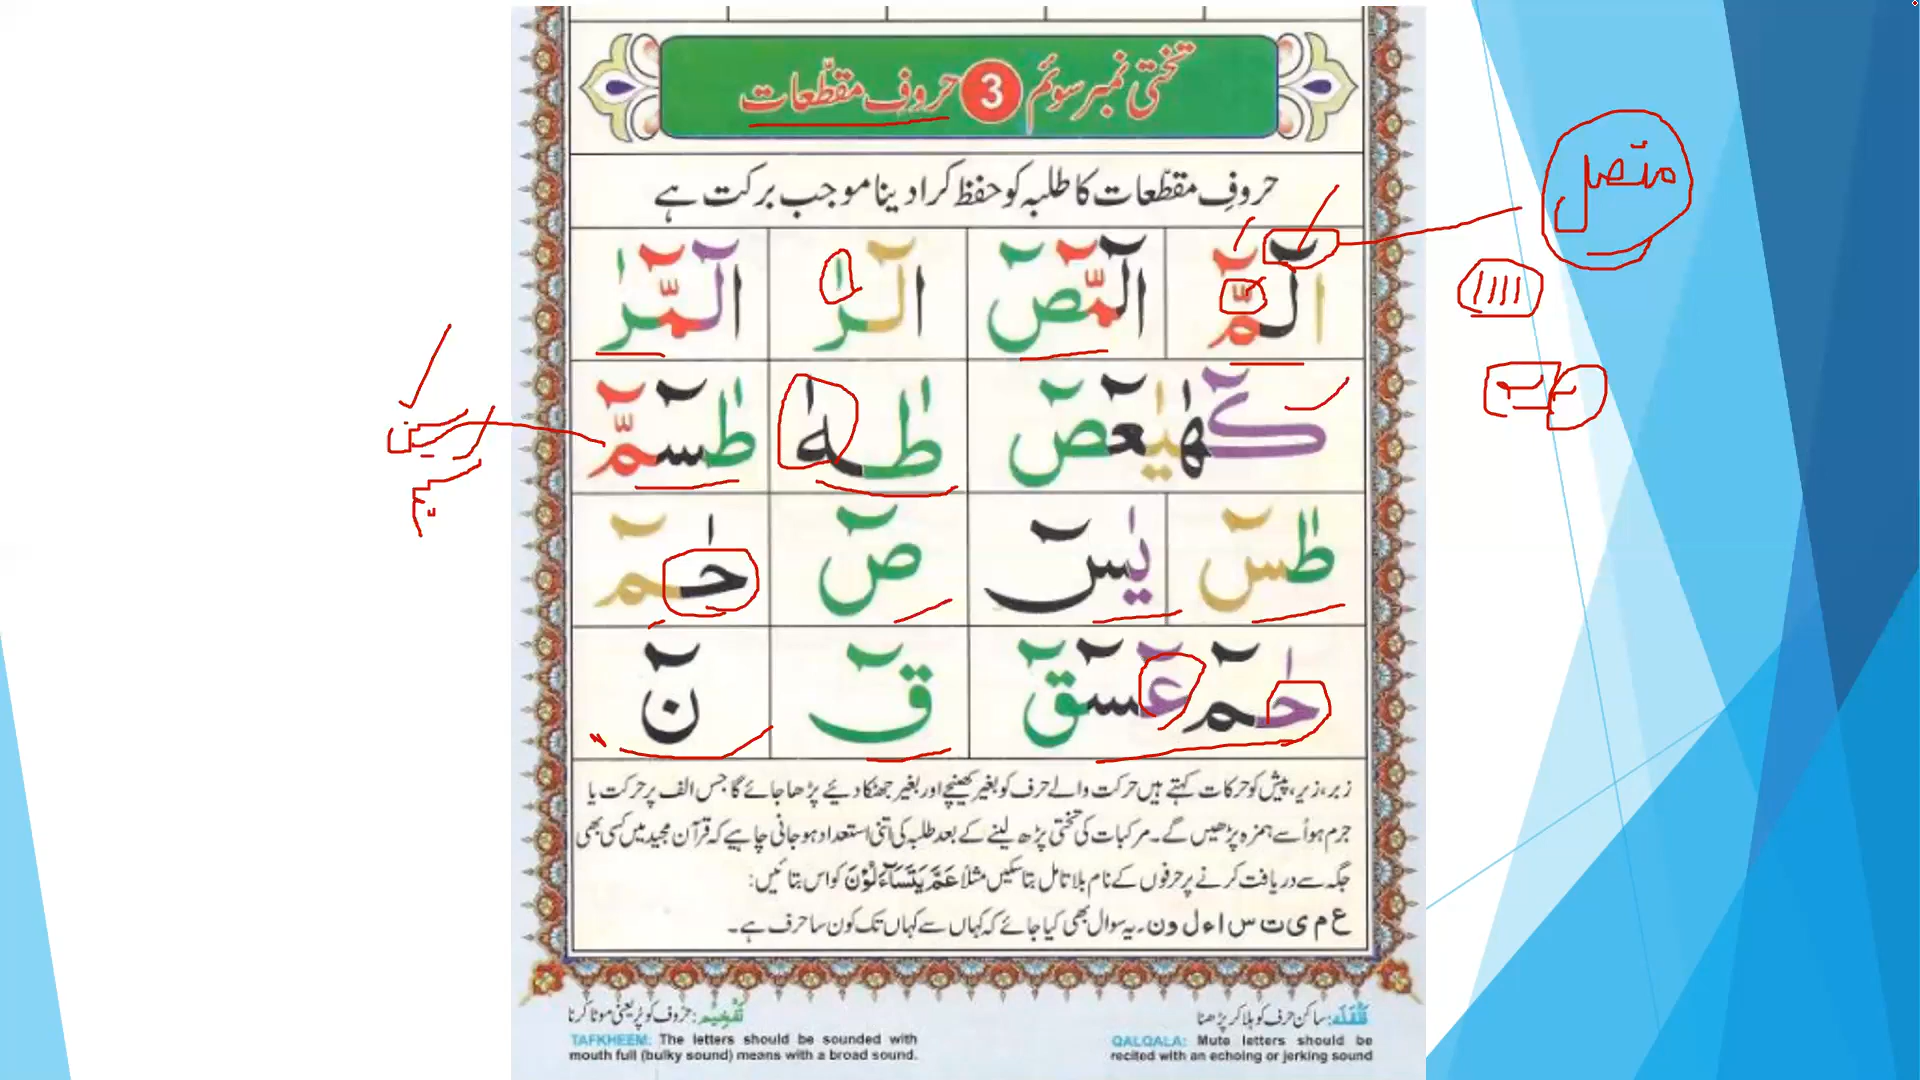 تختی نمبر سوئم 3 حروفِ مقطّعات
حروفِ مقطّعات کا طلبہ کو حفظ کرا دینا موجب برکت ہے
الٓمّٓ الٓمّٓصٓ الٓرٰ الٓمّٓرٰ
كٓهٰيٰعٓصٓ طٰهٰ طٰسٓمّٓ
طٰسٓ يٰسٓ صٓ حٰمٓ
حٰمٓ عٓسٓقٓ قٓ نٓ
زبر، زیر، پیش کو حرکات کہتے ہیں حرکت والے حرف کو بغیر کھینچے اور بغیر جھٹکا دیئے پڑھا جائے گا جس الف پر حرکت یا
جزم ہو اُسے ہمزہ پڑھیں گے۔ مرکبات کی تختی پڑھ لینے کے بعد طلبہ کی اتنی استعداد ہو جانی چاہیے کہ قرآن مجید میں کسی بھی
جگہ سے دریافت کرنے پر حرفوں کے نام بلا تامل بتا سکیں مثلاً عَمَّ یَتَسَآءَلُوْنَ کو اس بتائیں:
ع م ی ت س ا ء ل و ن۔ یہ سوال بھی کیا جائے کہ کہاں سے کہاں تک کون سا حرف ہے۔
قَلْقَلَه: ساکن حرف کو ہلا کر پڑھنا
QALQALA: Mute letters should be
recited with an echoing or jerking sound
تَفْخِیْم: حروف کو پُر یعنی موٹا کرنا
TAFKHEEM: The letters should be sounded with
mouth full (bulky sound) means with a broad sound.
متصل